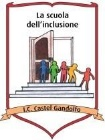 La scuola
dell'inclusione
I.C. Castel Gandolfo